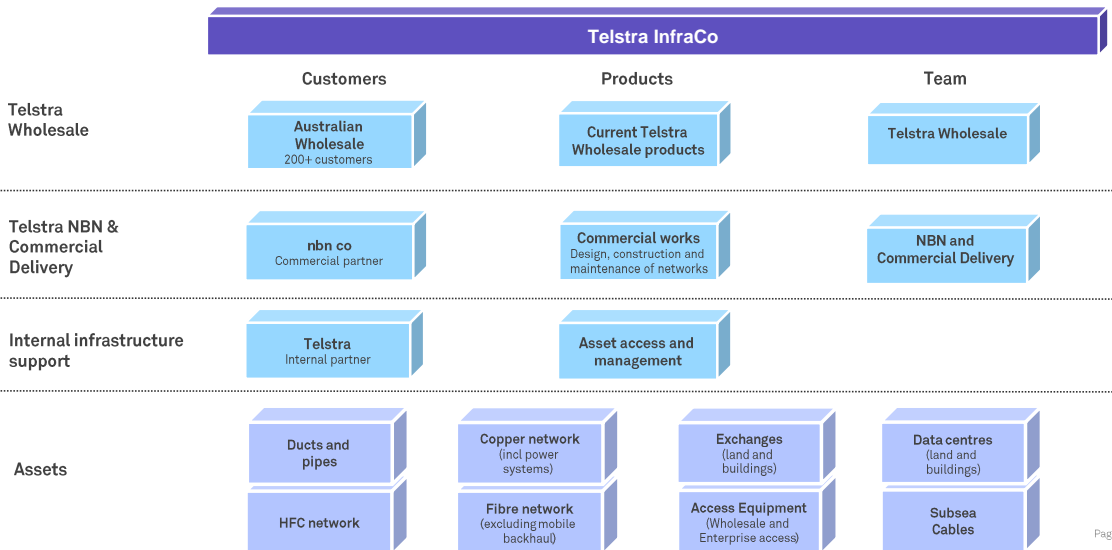 Telstra InfraCo
Customers
Products
Team
Telstra
Wholesale
Australian
Wholesale
200+ customers
Current Telstra
Wholesale products
Telstra Wholesale
Telstra NBN &
Commercial
Delivery
nbn co
Commercial partner
Commercial works
Design, construction and
maintenance of networks
NBN and
Commercial Delivery
Internal infrastructure
support
Telstra
Internal partner
Asset access and
management
Assets
Ducts and
pipes
Copper network
(incl power
systems)
Exchanges
(land and
buildings)
Data centres
(land and
buildings)
HFC network
Fibre network
(excluding mobile
backhaul)
Access Equipment
(Wholesale and
Enterprise access)
Subsea
Cables
Pag